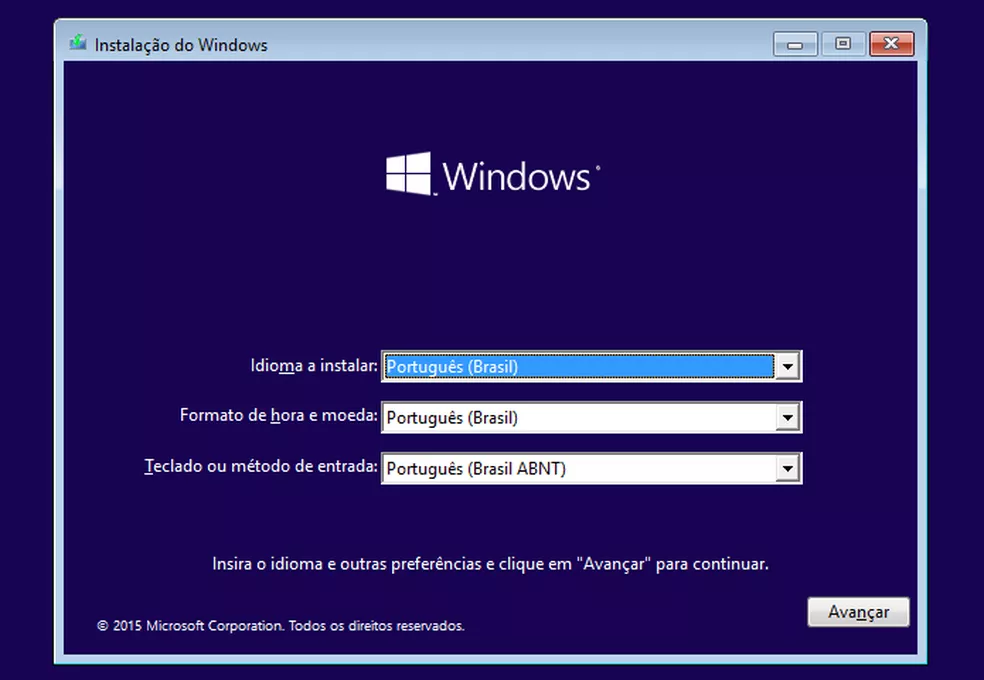 Instalação do Windows
Windows
Idioma a instalar: Português (Brasil)
Formato de hora e moeda: Português (Brasil)
Teclado ou método de entrada: Português (Brasil ABNT)
Insira o idioma e outras preferências e clique em "Avançar" para continuar.
Avançar
© 2015 Microsoft Corporation. Todos os direitos reservados.